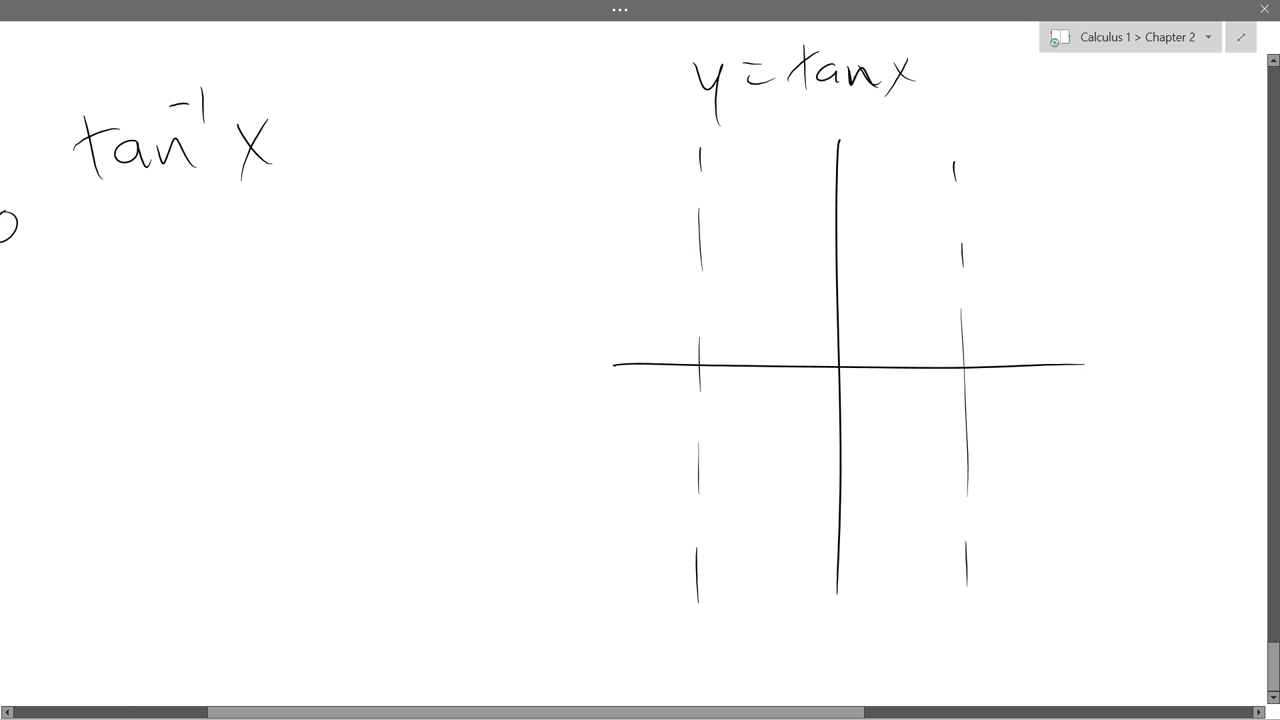 Calculus 1 > Chapter 2
y = tan x
tan⁻¹ x